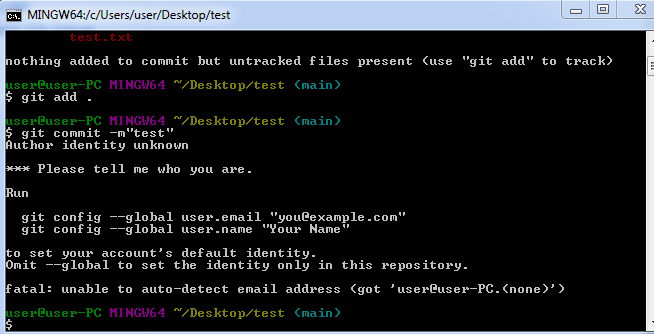 MINGW64:/c/Users/user/Desktop/test
test.txt
nothing added to commit but untracked files present (use "git add" to track)
user@user-PC MINGW64 ~/Desktop/test (main)
$ git add .
user@user-PC MINGW64 ~/Desktop/test (main)
$ git commit -m"test"
Author identity unknown
*** Please tell me who you are.
Run
git config --global user.email "you@example.com"
git config --global user.name "Your Name"
to set your account's default identity.
Omit --global to set the identity only in this repository.
fatal: unable to auto-detect email address (got 'user@user-PC.(none)')
user@user-PC MINGW64 ~/Desktop/test (main)
$